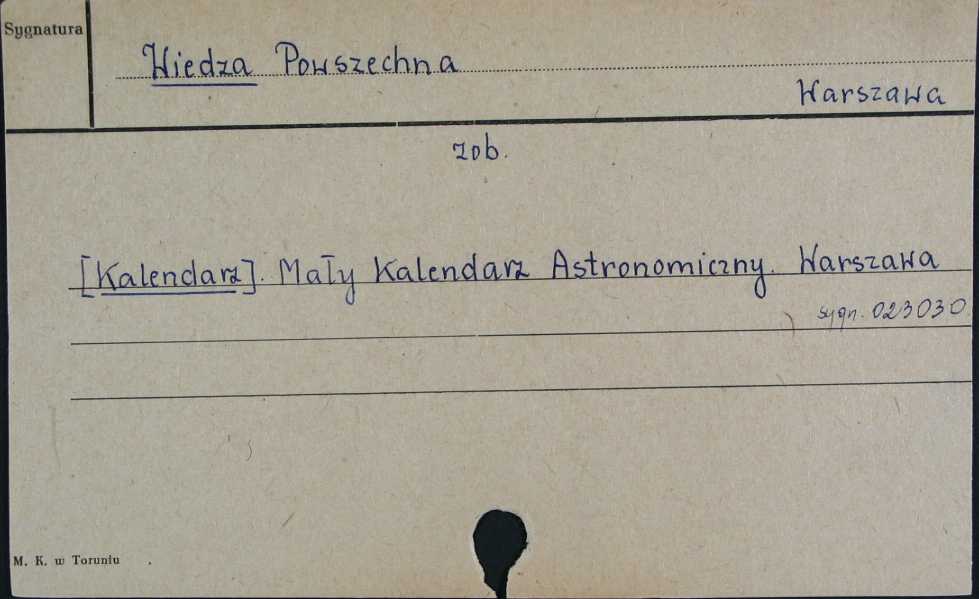 Sygnatura
Wiedza Powszechna
Warszawa
zob.
[Kalendarz]. Mały Kalendarz Astronomiczny. Warszawa
sygn. 023030
M. K. w Toruniu